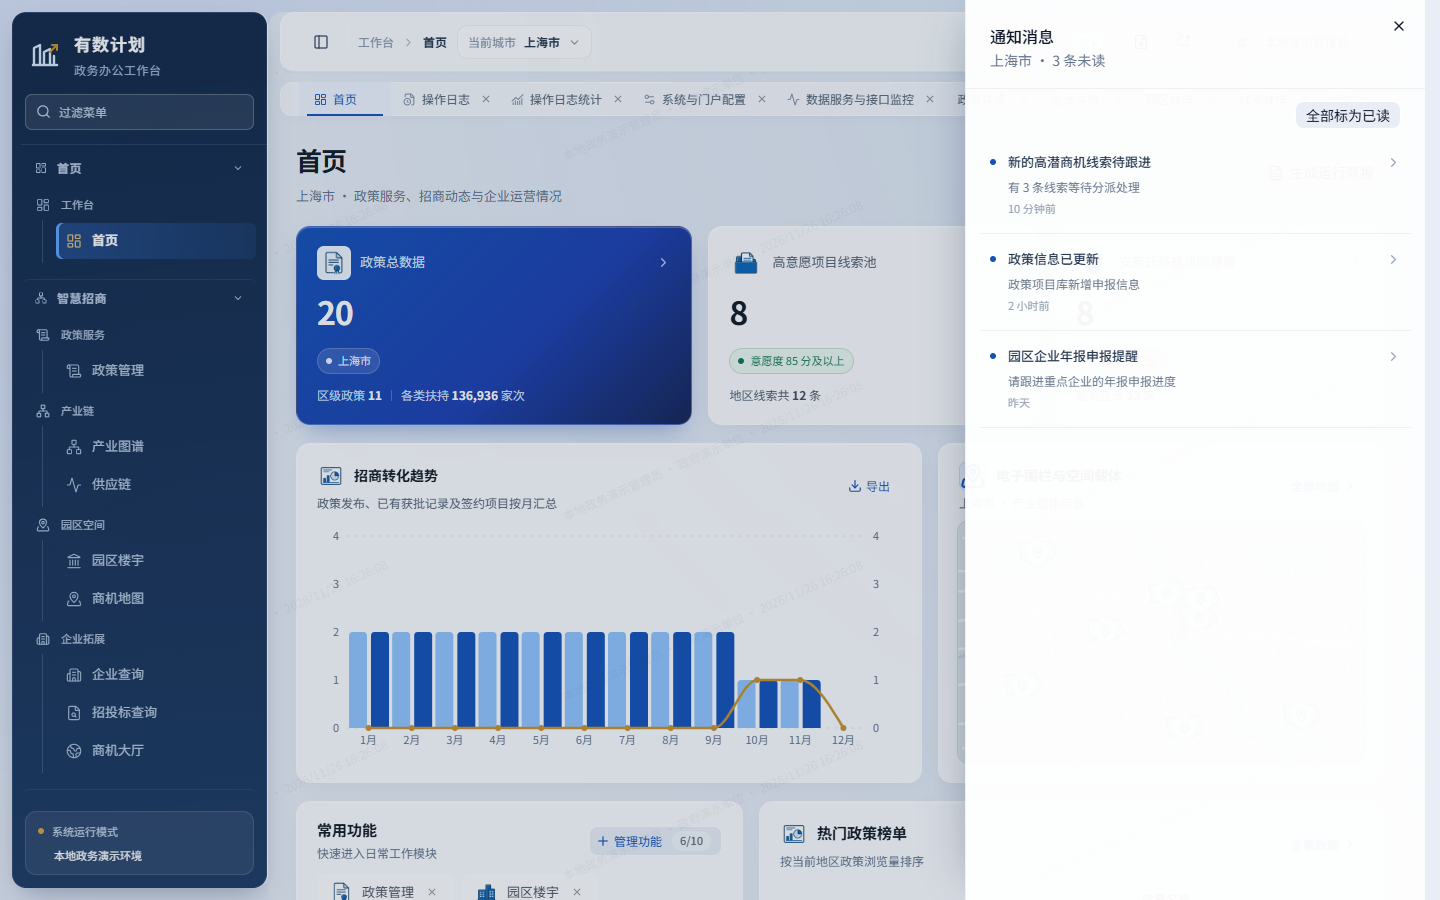 有数计划
政务办公工作台
过滤菜单
首页
工作台
首页
智慧招商
政策服务
政策管理
产业链
产业图谱
供应链
园区空间
园区楼宇
商机地图
企业拓展
企业查询
招投标查询
商机大厅
系统运行模式
本地政务演示环境
工作台 首页 当前城市 上海市
首页 操作日志 操作日志统计 系统与门户配置 数据服务与接口监控
首页
上海市 · 政策服务、招商动态与企业运营情况
政策总数据
20
上海市
区级政策 11 各类扶持 136,936 家次
高意愿项目线索池
8
意愿度 85 分及以上
地区线索共 12 条
招商转化趋势
政策发布、已有获批记录及签约项目按月汇总
导出
4 4
3 3
2 2
1 1
0 0
1月 2月 3月 4月 5月 6月 7月 8月 9月 10月 11月 12月
常用功能
快速进入日常工作模块
管理功能 6/10
政策管理 园区楼宇
热门政策榜单
按当前地区政策浏览量排序
通知消息
上海市 · 3 条未读
全部标为已读
新的高潜商机线索待跟进
有 3 条线索等待分派处理
10 分钟前
政策信息已更新
政策项目库新增申报信息
2 小时前
园区企业年报申报提醒
请跟进重点企业的年报申报进度
昨天
电子围栏与空间载体